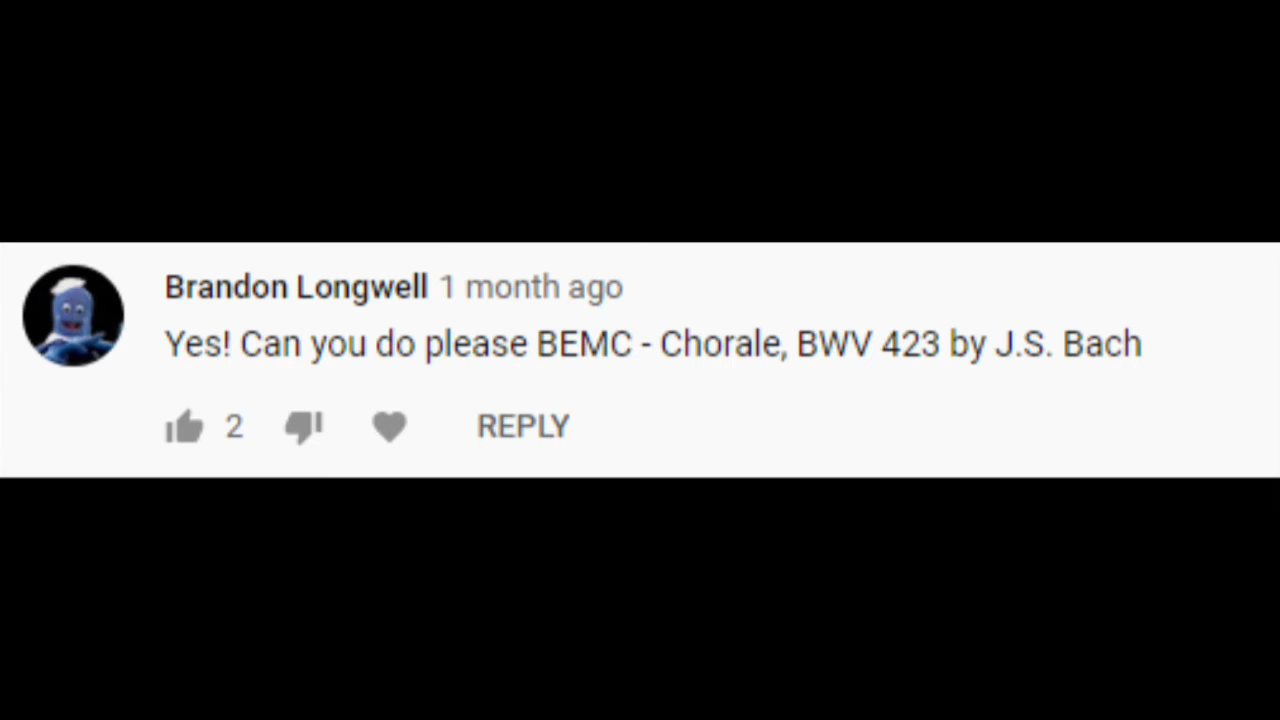 Brandon Longwell 1 month ago
Yes! Can you do please BEMC - Chorale, BWV 423 by J.S. Bach
2 REPLY